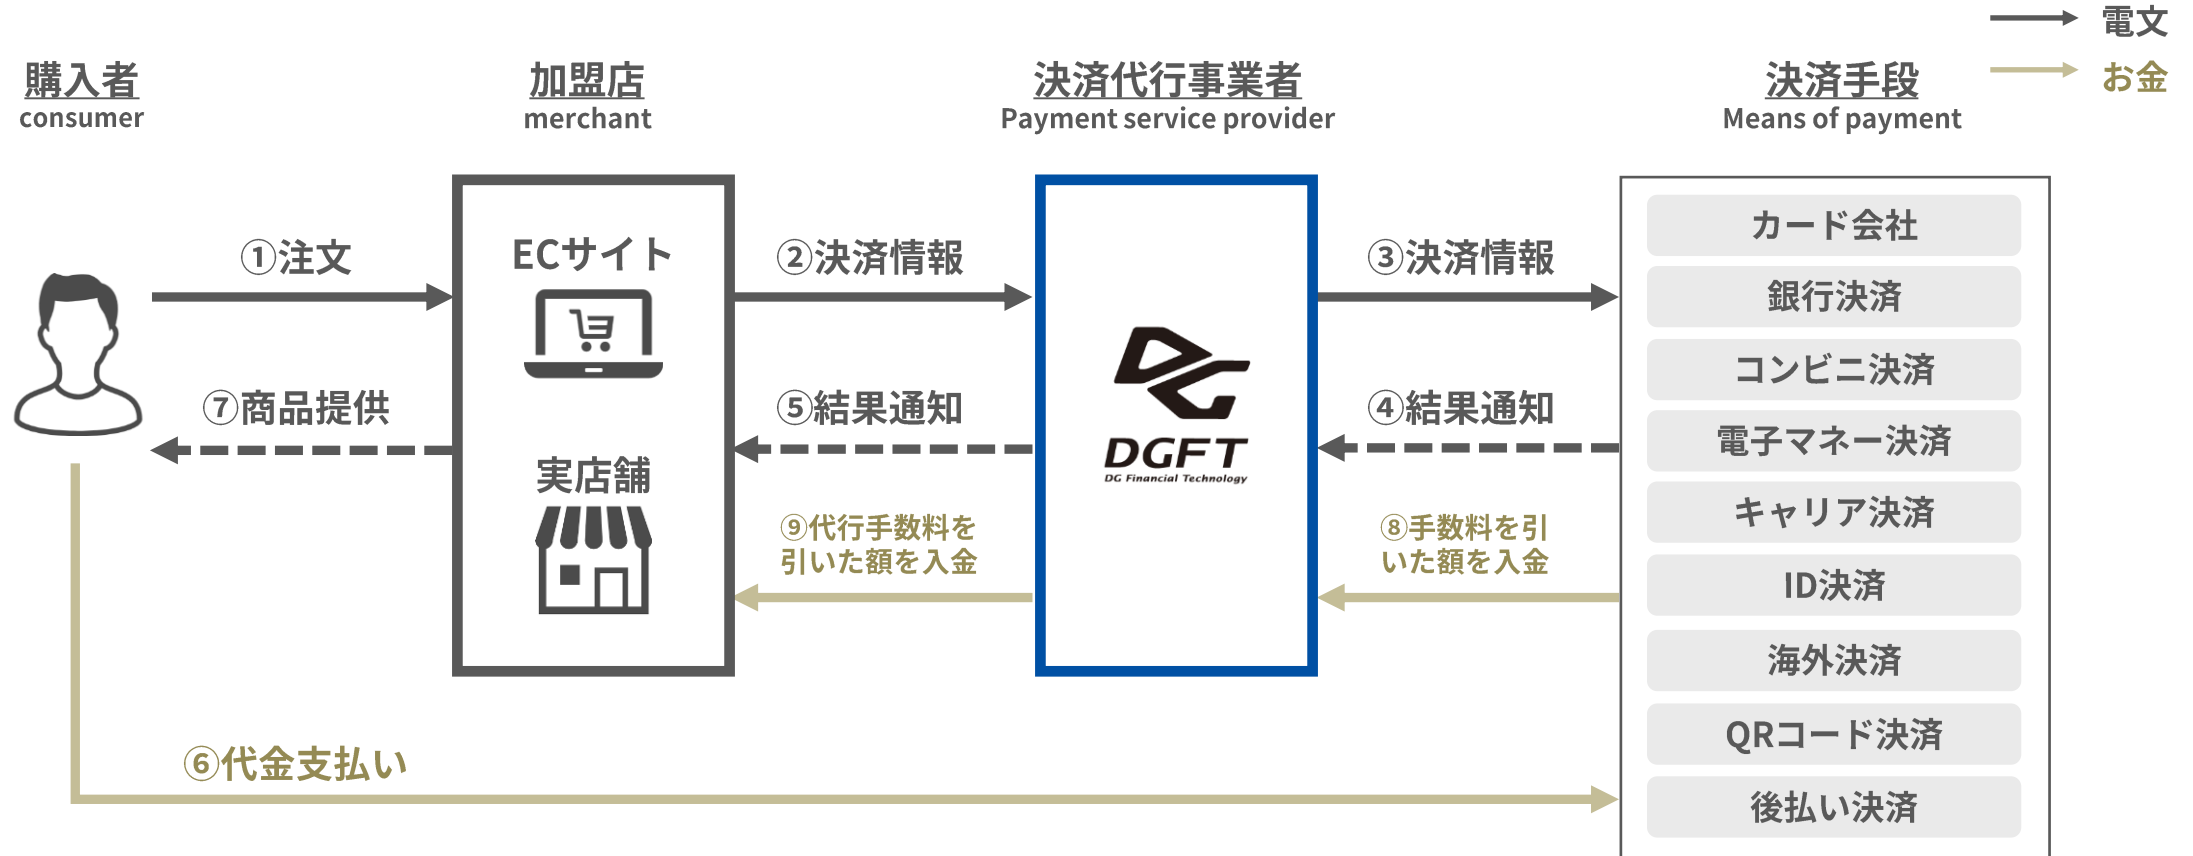 電文
お金
購入者
consumer
加盟店
merchant
決済代行事業者
Payment service provider
決済手段
Means of payment
①注文
⑦商品提供
ECサイト
実店舗
②決済情報
⑤結果通知
⑨代行手数料を
引いた額を入金
DGFT
DG Financial Technology
③決済情報
④結果通知
⑧手数料を引
いた額を入金
カード会社
銀行決済
コンビニ決済
電子マネー決済
キャリア決済
ID決済
海外決済
QRコード決済
後払い決済
⑥代金支払い